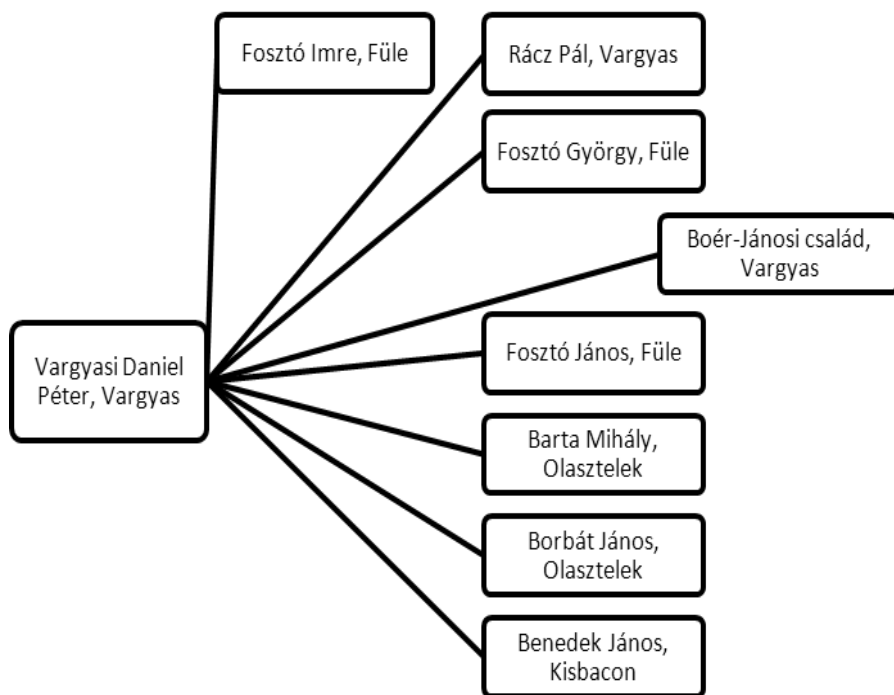 Fosztó Imre, Füle
Rácz Pál, Vargyas
Fosztó György, Füle
Boér-Jánosi család,
Vargyas
Vargyasi Daniel
Péter, Vargyas
Fosztó János, Füle
Barta Mihály,
Olasztelek
Borbát János,
Olasztelek
Benedek János,
Kisbacon